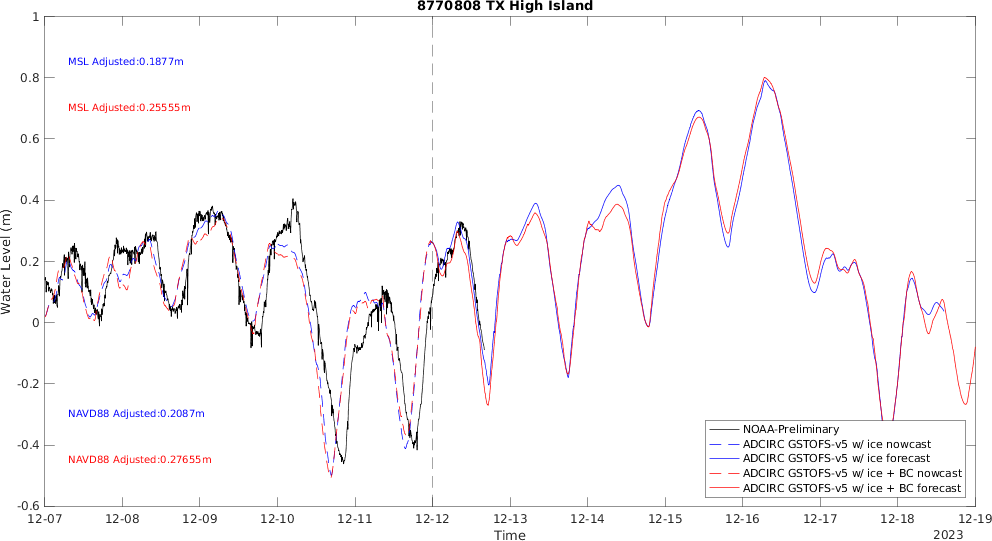 8770808 TX High Island
Water Level (m)
1
0.8
0.6
0.4
0.2
0
-0.2
-0.4
-0.6
MSL Adjusted:0.1877m
MSL Adjusted:0.25555m
NAVD88 Adjusted:0.2087m
NAVD88 Adjusted:0.27655m
NOAA-Preliminary
ADCIRC GSTOFS-v5 w/ ice nowcast
ADCIRC GSTOFS-v5 w/ ice forecast
ADCIRC GSTOFS-v5 w/ ice + BC nowcast
ADCIRC GSTOFS-v5 w/ ice + BC forecast
12-07 12-08 12-09 12-10 12-11 12-12 12-13 12-14 12-15 12-16 12-17 12-18 12-19
Time
2023